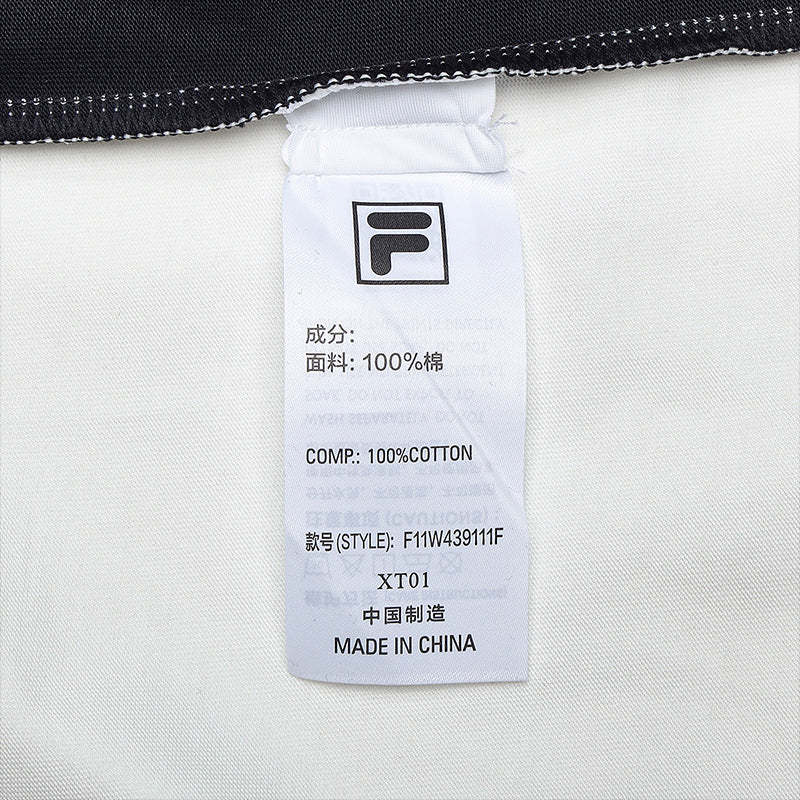 F
成分:
面料: 100%棉
COMP.: 100%COTTON
款号(STYLE): F11W439111F
XT01
中国制造
MADE IN CHINA